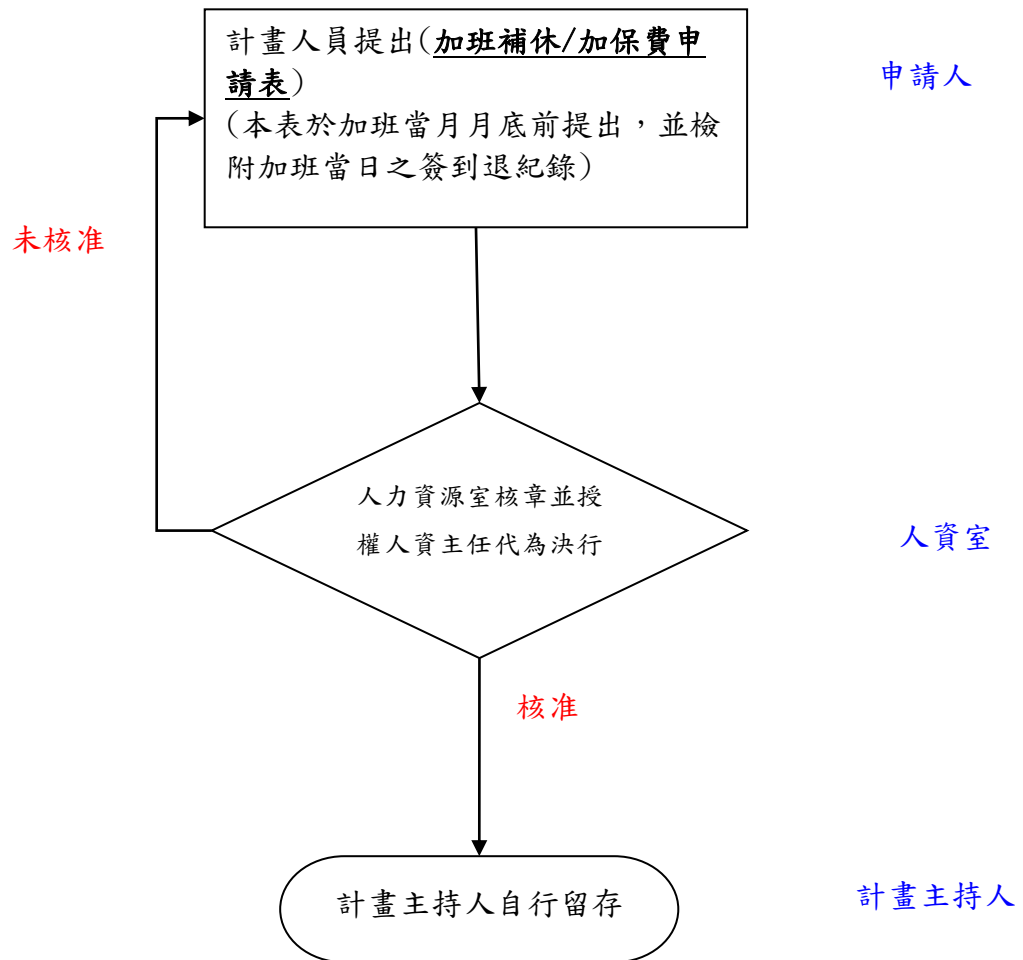 計畫人員提出(加班補休/加保費申
請表)
(本表於加班當月月底前提出,並檢
附加班當日之簽到退紀錄)
申請人
未核准
人力資源室核章並授
權人資主任代為決行
人資室
核准
計畫主持人自行留存
計畫主持人